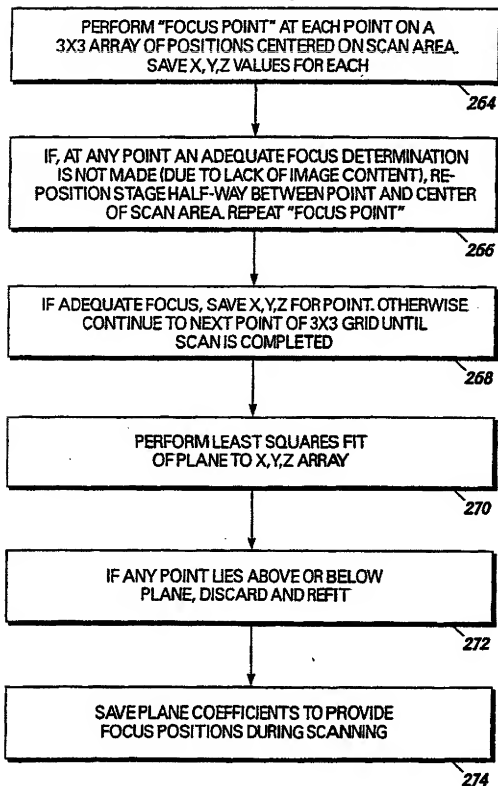 PERFORM "FOCUS POINT" AT EACH POINT ON A
3X3 ARRAY OF POSITIONS CENTERED ON SCAN AREA.
SAVE X,Y,Z VALUES FOR EACH
264
IF, AT ANY POINT AN ADEQUATE FOCUS DETERMINATION
IS NOT MADE (DUE TO LACK OF IMAGE CONTENT), RE-
POSITION STAGE HALF-WAY BETWEEN POINT AND CENTER
OF SCAN AREA. REPEAT "FOCUS POINT"
266
IF ADEQUATE FOCUS, SAVE X,Y,Z FOR POINT. OTHERWISE
CONTINUE TO NEXT POINT OF 3X3 GRID UNTIL
SCAN IS COMPLETED
268
PERFORM LEAST SQUARES FIT
OF PLANE TO X,Y,Z ARRAY
270
IF ANY POINT LIES ABOVE OR BELOW
PLANE, DISCARD AND REFIT
272
SAVE PLANE COEFFICIENTS TO PROVIDE
FOCUS POSITIONS DURING SCANNING
274